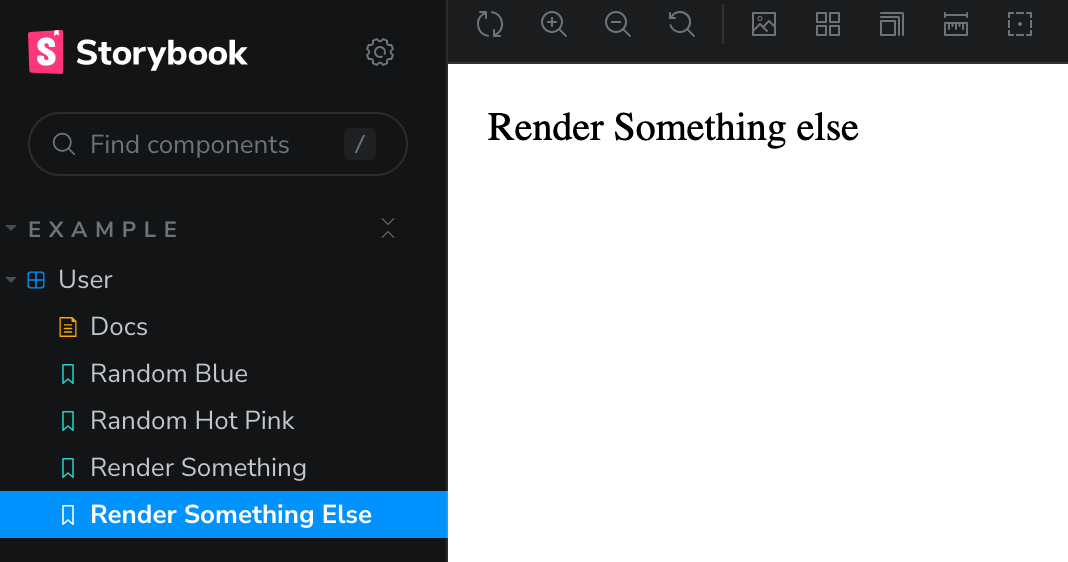 S Storybook
Find components /
EXAMPLE
User
Docs
Random Blue
Random Hot Pink
Render Something
Render Something Else
Render Something else